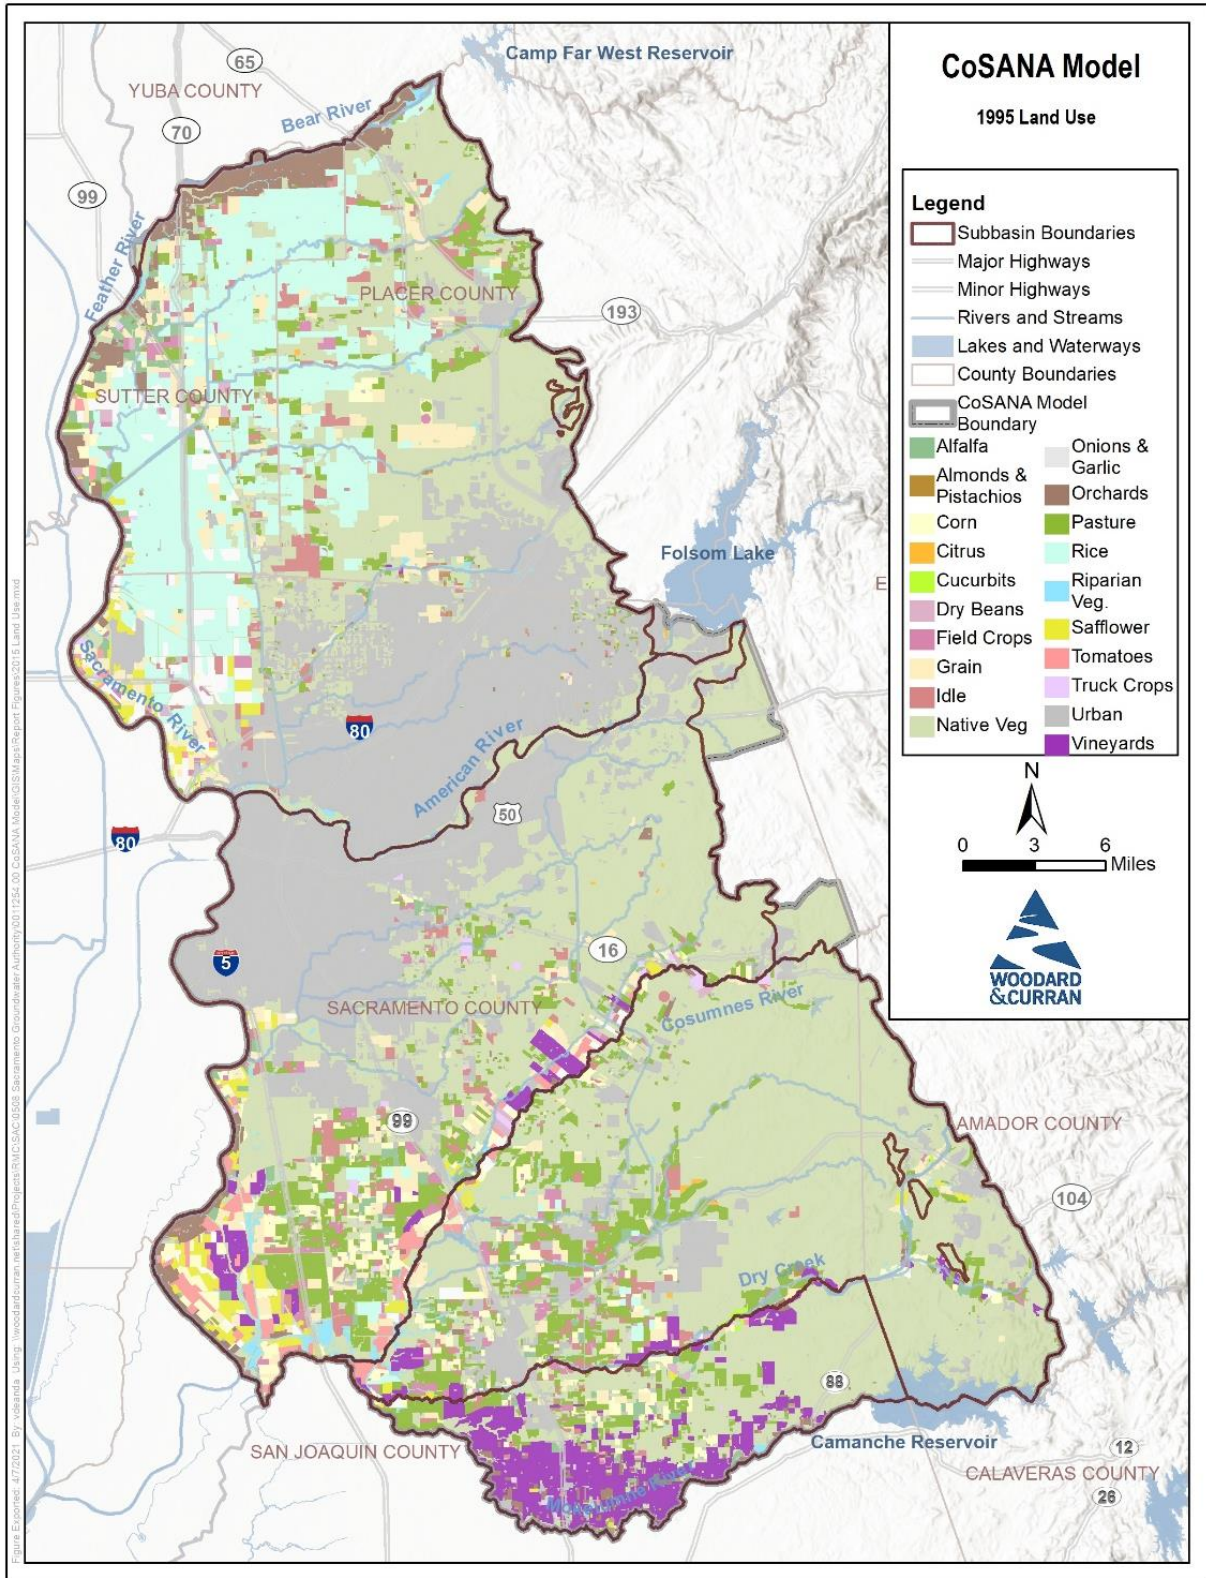 CoSANA Model
1995 Land Use
Legend
Subbasin Boundaries
Major Highways
Minor Highways
Rivers and Streams
Lakes and Waterways
County Boundaries
CoSANA Model
Boundary
Alfalfa
Almonds &
Pistachios
Corn
Citrus
Cucurbits
Dry Beans
Field Crops
Grain
Idle
Native Veg
Onions &
Garlic
Orchards
Pasture
Rice
Riparian
Veg.
Safflower
Tomatoes
Truck Crops
Urban
Vineyards
N
0 3 6
Miles
WOODARD
&CURRAN
Camp Far West Reservoir
65
YUBA COUNTY
Bear River
70
99
Feather River
PLACER COUNTY
193
SUTTER COUNTY
Folsom Lake
E
Sacramento River
80
American River
50
80
16
5
SACRAMENTO COUNTY
Cosumnes River
99
AMADOR COUNTY
104
Dry Creek
88
Camanche Reservoir
SAN JOAQUIN COUNTY
12
CALAVERAS COUNTY
26
Mokelumne River